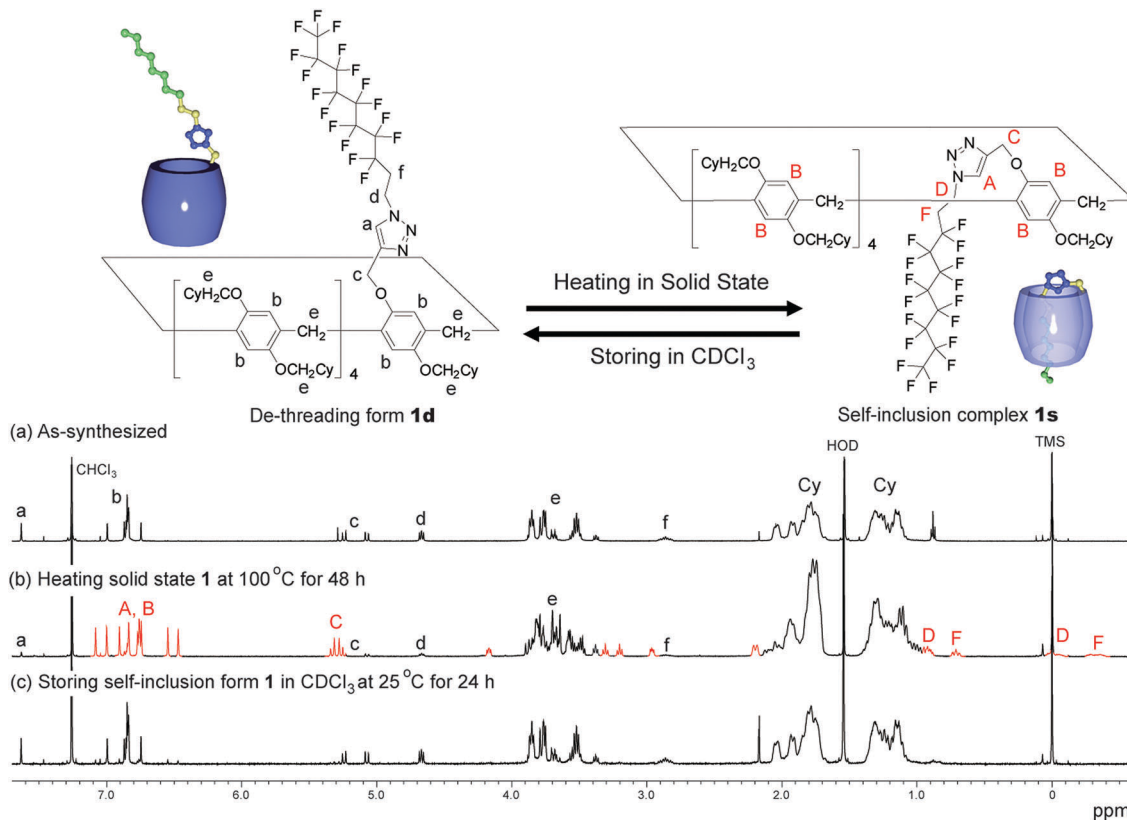 F F F F F F F F F F F F F F F F F
f
d
a N N N
c
e CyH₂CO b CH₂ O b CH₂ e
b OCH₂Cy 4 b OCH₂Cy e
e
De-threading form 1d
Heating in Solid State
Storing in CDCl₃
C
N N N O
CyH₂CO B D A B
CH₂ CH₂
B OCH₂Cy 4 F B OCH₂Cy
F F F F F F F F F F F F F F F F F
Self-inclusion complex 1s
(a) As-synthesized
CHCl₃ HOD TMS
a b c d e f Cy Cy
(b) Heating solid state 1 at 100 °C for 48 h
a A, B C c d e f D F D F
(c) Storing self-inclusion form 1 in CDCl₃ at 25 °C for 24 h
7.0 6.0 5.0 4.0 3.0 2.0 1.0 0
ppm